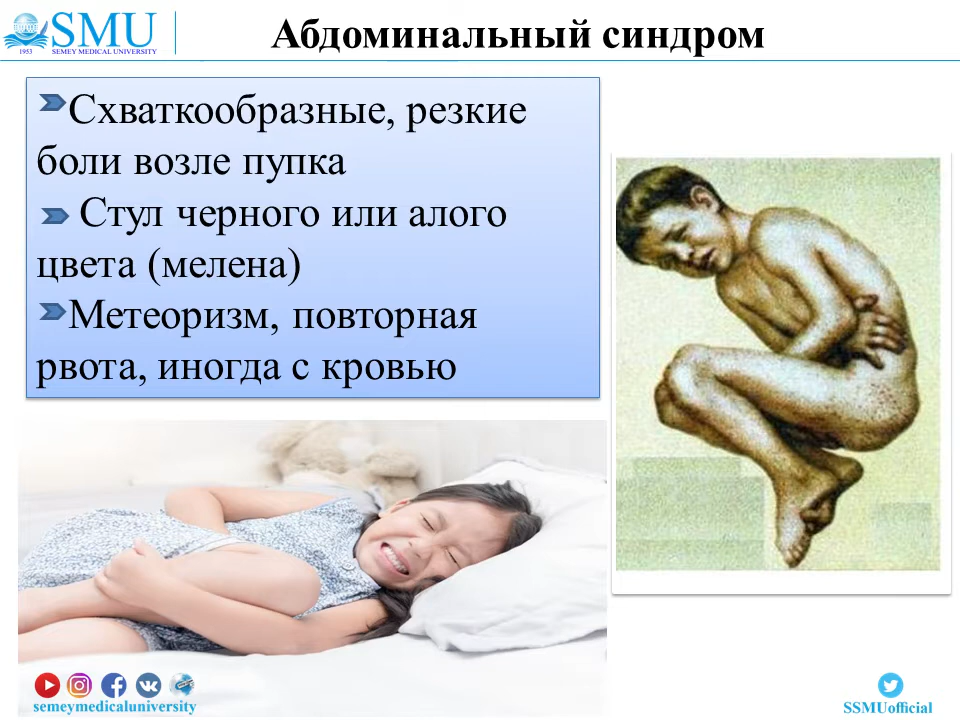 SMU
1953 SEMEY MEDICAL UNIVERSITY
Абдоминальный синдром
Схваткообразные, резкие
боли возле пупка
Стул черного или алого
цвета (мелена)
Метеоризм, повторная
рвота, иногда с кровью
semeymedicaluniversity
SSMUofficial